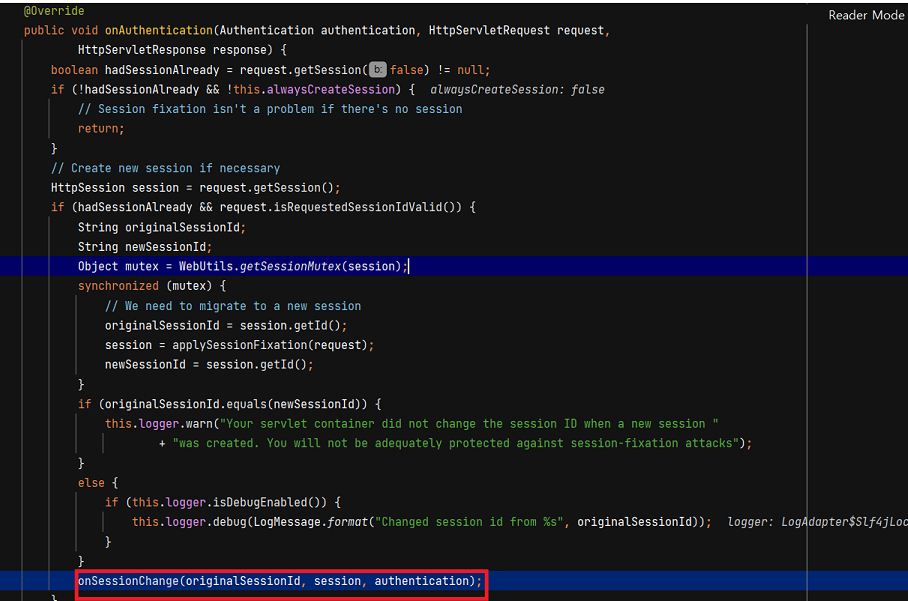 @Override
Reader Mode
public void onAuthentication(Authentication authentication, HttpServletRequest request,
HttpServletResponse response) {
boolean hadSessionAlready = request.getSession( b: false) != null;
if (!hadSessionAlready && !this.alwaysCreateSession) { alwaysCreateSession: false
// Session fixation isn't a problem if there's no session
return;
}
// Create new session if necessary
HttpSession session = request.getSession();
if (hadSessionAlready && request.isRequestedSessionIdValid()) {
String originalSessionId;
String newSessionId;
Object mutex = WebUtils.getSessionMutex(session);
synchronized (mutex) {
// We need to migrate to a new session
originalSessionId = session.getId();
session = applySessionFixation(request);
newSessionId = session.getId();
}
if (originalSessionId.equals(newSessionId)) {
this.logger.warn("Your servlet container did not change the session ID when a new session "
+ "was created. You will not be adequately protected against session-fixation attacks");
}
else {
if (this.logger.isDebugEnabled()) {
this.logger.debug(LogMessage.format("Changed session id from %s", originalSessionId)); logger: LogAdapter$Slf4jLoc
}
}
onSessionChange(originalSessionId, session, authentication);
}